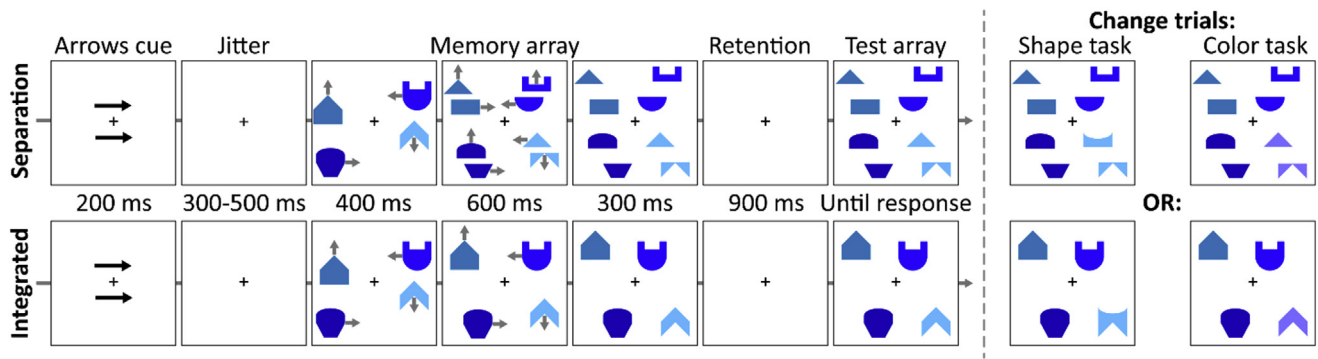 Change trials:
Arrows cue Jitter Memory array Retention Test array Shape task Color task
Separation
200 ms 300-500 ms 400 ms 600 ms 300 ms 900 ms Until response OR:
Integrated